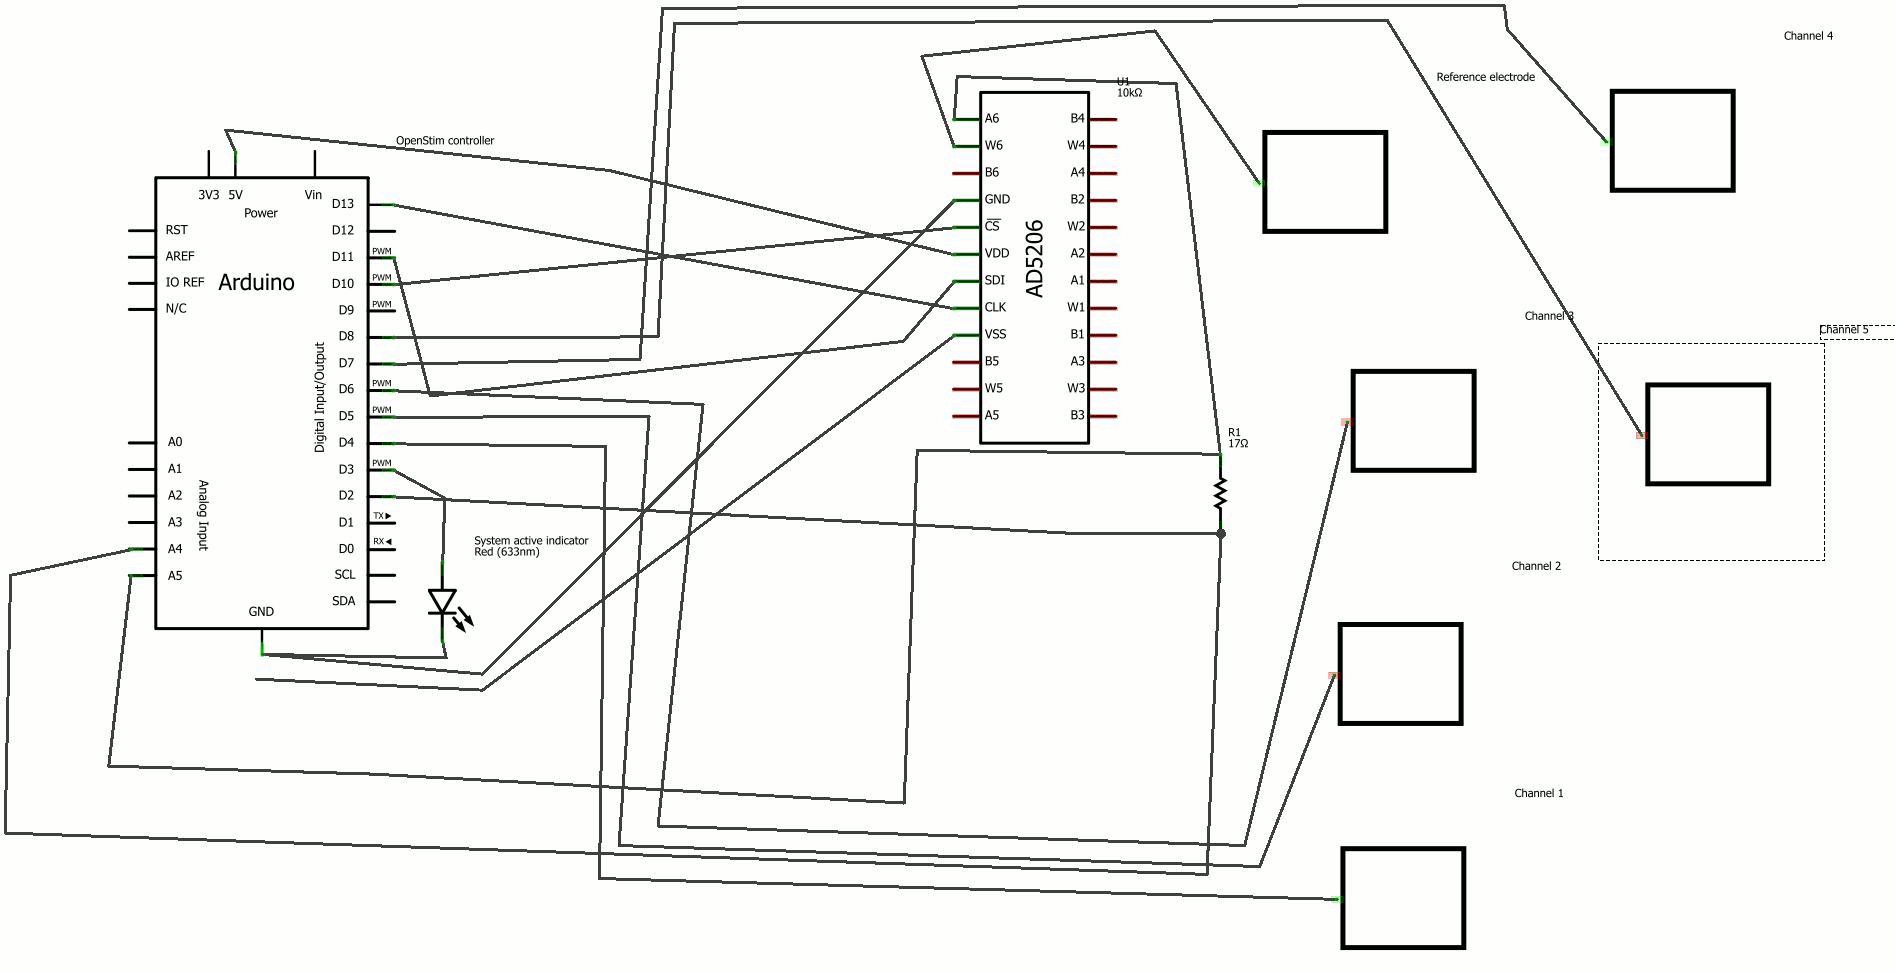 Channel 4
Reference electrode
U1
10kΩ
OpenStim controller
3V3 5V Vin
Power
Arduino
RST
AREF
IO REF
N/C
A0
A1
A2
A3
A4
A5
Analog Input
GND
D13
D12
D11 PWM
D10 PWM
D9 PWM
D8
D7
D6 PWM
D5 PWM
D4
D3 PWM
D2
D1 TX
D0 RX
SCL
SDA
Digital Input/Output
System active indicator
Red (633nm)
AD5206
A6
W6
B6
GND
CS
VDD
SDI
CLK
VSS
B5
W5
A5
B4
W4
A4
B2
W2
A2
A1
W1
B1
A3
W3
B3
R1
17Ω
Channel 3
Channel 5
Channel 2
Channel 1